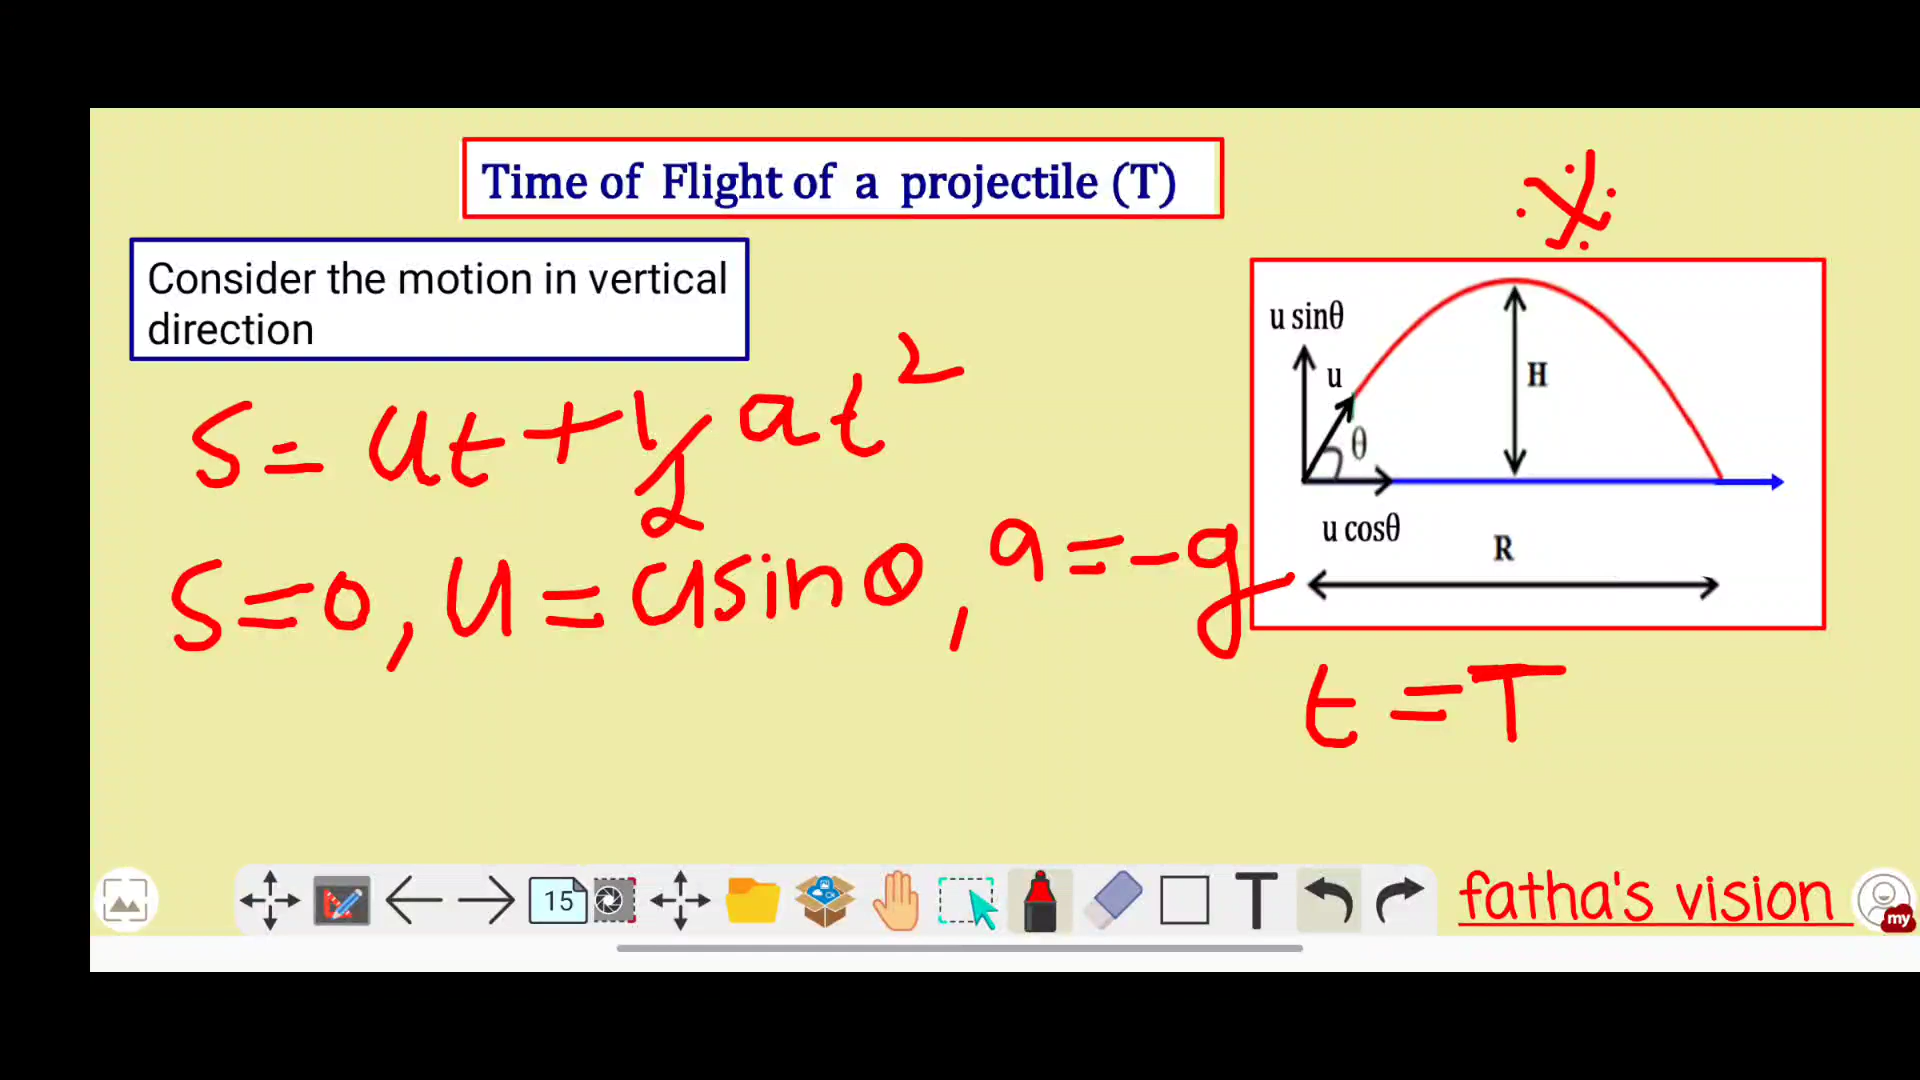 Time of Flight of a projectile (T)
Consider the motion in vertical
direction
S = ut + 1/2 at²
S = 0, u = u sinθ, a = -g
t = T
u sinθ
u
θ
H
u cosθ
R
15
T
fatha's vision
my